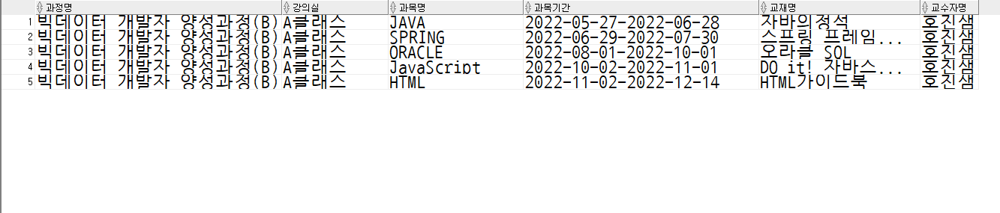 과정명 강의실 과목명 과목기간 교재명 교수자명
1 빅데이터 개발자 양성과정(B) A클래스 JAVA 2022-05-27-2022-06-28 자바의정석 호진샘
2 빅데이터 개발자 양성과정(B) A클래스 SPRING 2022-06-29-2022-07-30 스프링 프레임... 호진샘
3 빅데이터 개발자 양성과정(B) A클래스 ORACLE 2022-08-01-2022-10-01 오라클 SQL 호진샘
4 빅데이터 개발자 양성과정(B) A클래스 JavaScript 2022-10-02-2022-11-01 DO it! 자바스... 호진샘
5 빅데이터 개발자 양성과정(B) A클래스 HTML 2022-11-02-2022-12-14 HTML가이드북 호진샘